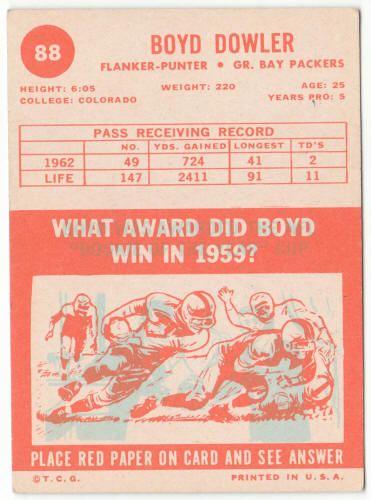 88
BOYD DOWLER
FLANKER-PUNTER • GR. BAY PACKERS
HEIGHT: 6:05 WEIGHT: 220 AGE: 25
COLLEGE: COLORADO YEARS PRO: 5
PASS RECEIVING RECORD
NO. YDS. GAINED LONGEST TD'S
1962 49 724 41 2
LIFE 147 2411 91 11
WHAT AWARD DID BOYD
WIN IN 1959?
PLACE RED PAPER ON CARD AND SEE ANSWER
© T.C.G. PRINTED IN U.S.A.